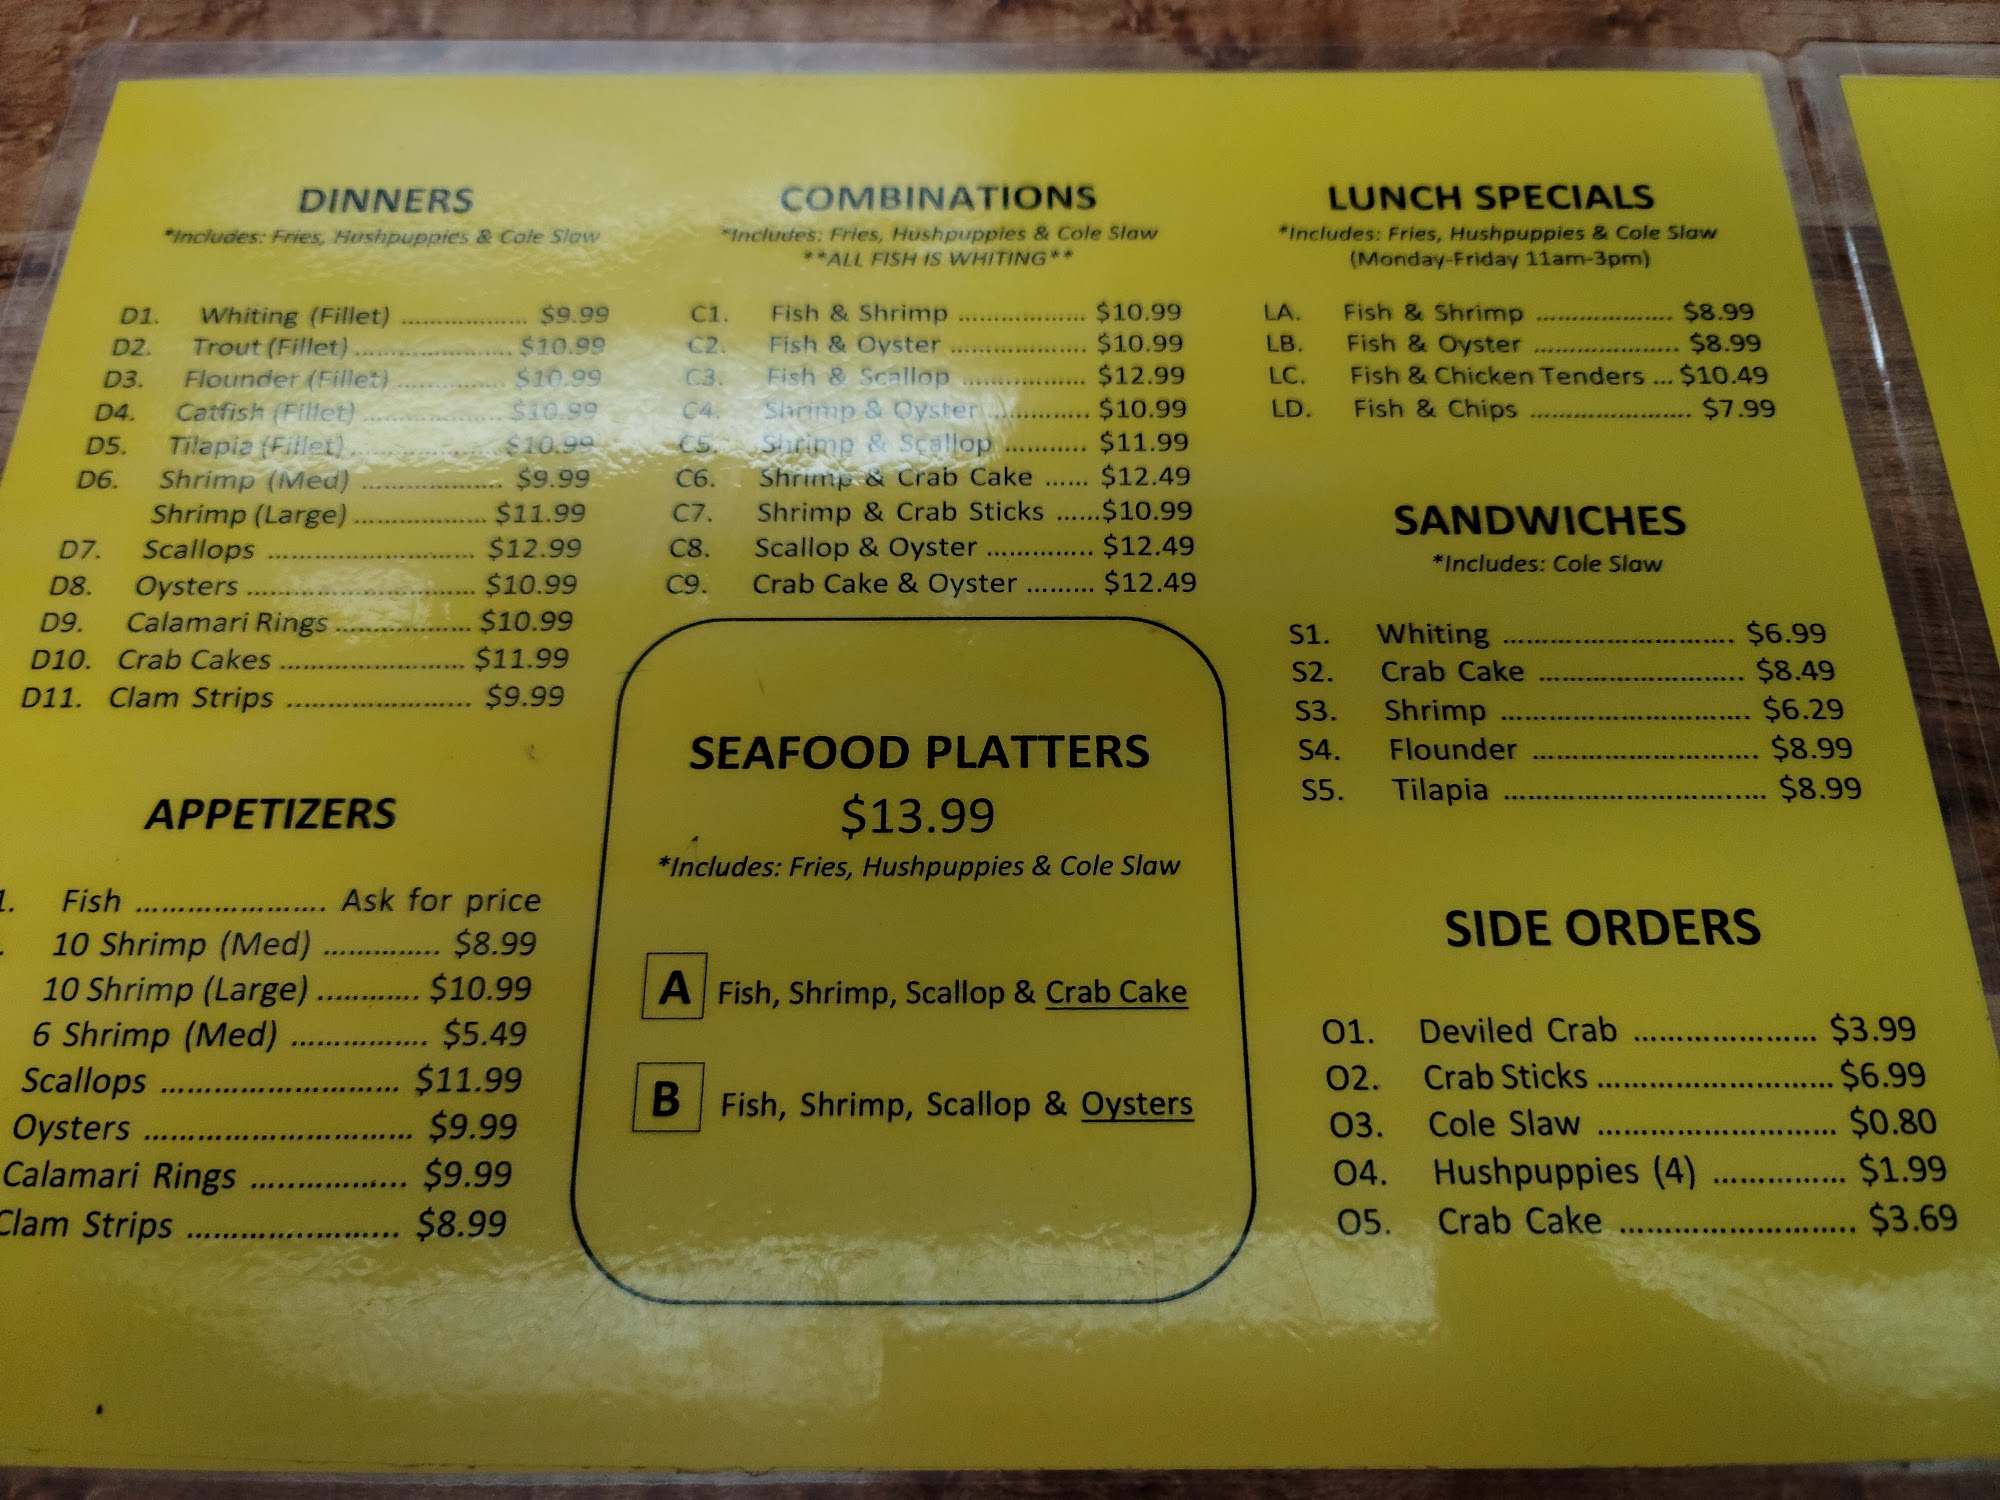 DINNERS
*Includes: Fries, Hushpuppies & Cole Slaw
D1. Whiting (Fillet) .................. $9.99
D2. Trout (Fillet) ...................... $10.99
D3. Flounder (Fillet) ............... $10.99
D4. Catfish (Fillet) .................... $10.99
D5. Tilapia (Fillet) ...................... $10.99
D6. Shrimp (Med) .................... $9.99
Shrimp (Large) ................... $11.99
D7. Scallops ............................. $12.99
D8. Oysters ................................ $10.99
D9. Calamari Rings ................... $10.99
D10. Crab Cakes ......................... $11.99
D11. Clam Strips ......................... $9.99
APPETIZERS
1. Fish ...................... Ask for price
10 Shrimp (Med) .............. $8.99
10 Shrimp (Large) ............ $10.99
6 Shrimp (Med) ................ $5.49
Scallops ............................ $11.99
Oysters ............................... $9.99
Calamari Rings .................. $9.99
Clam Strips ........................ $8.99
COMBINATIONS
*Includes: Fries, Hushpuppies & Cole Slaw
**ALL FISH IS WHITING**
C1. Fish & Shrimp .................. $10.99
C2. Fish & Oyster ................... $10.99
C3. Fish & Scallop ................. $12.99
C4. Shrimp & Oyster .............. $10.99
C5. Shrimp & Scallop ........... $11.99
C6. Shrimp & Crab Cake ...... $12.49
C7. Shrimp & Crab Sticks ......$10.99
C8. Scallop & Oyster .............. $12.49
C9. Crab Cake & Oyster ......... $12.49
SEAFOOD PLATTERS
$13.99
*Includes: Fries, Hushpuppies & Cole Slaw
A Fish, Shrimp, Scallop & Crab Cake
B Fish, Shrimp, Scallop & Oysters
LUNCH SPECIALS
*Includes: Fries, Hushpuppies & Cole Slaw
(Monday-Friday 11am-3pm)
LA. Fish & Shrimp ................... $8.99
LB. Fish & Oyster .................... $8.99
LC. Fish & Chicken Tenders ... $10.49
LD. Fish & Chips ...................... $7.99
SANDWICHES
*Includes: Cole Slaw
S1. Whiting ............................... $6.99
S2. Crab Cake ........................... $8.49
S3. Shrimp ................................ $6.29
S4. Flounder ............................ $8.99
S5. Tilapia ................................. $8.99
SIDE ORDERS
O1. Deviled Crab ..................... $3.99
O2. Crab Sticks ........................... $6.99
O3. Cole Slaw ........................... $0.80
O4. Hushpuppies (4) ............... $1.99
O5. Crab Cake ........................... $3.69